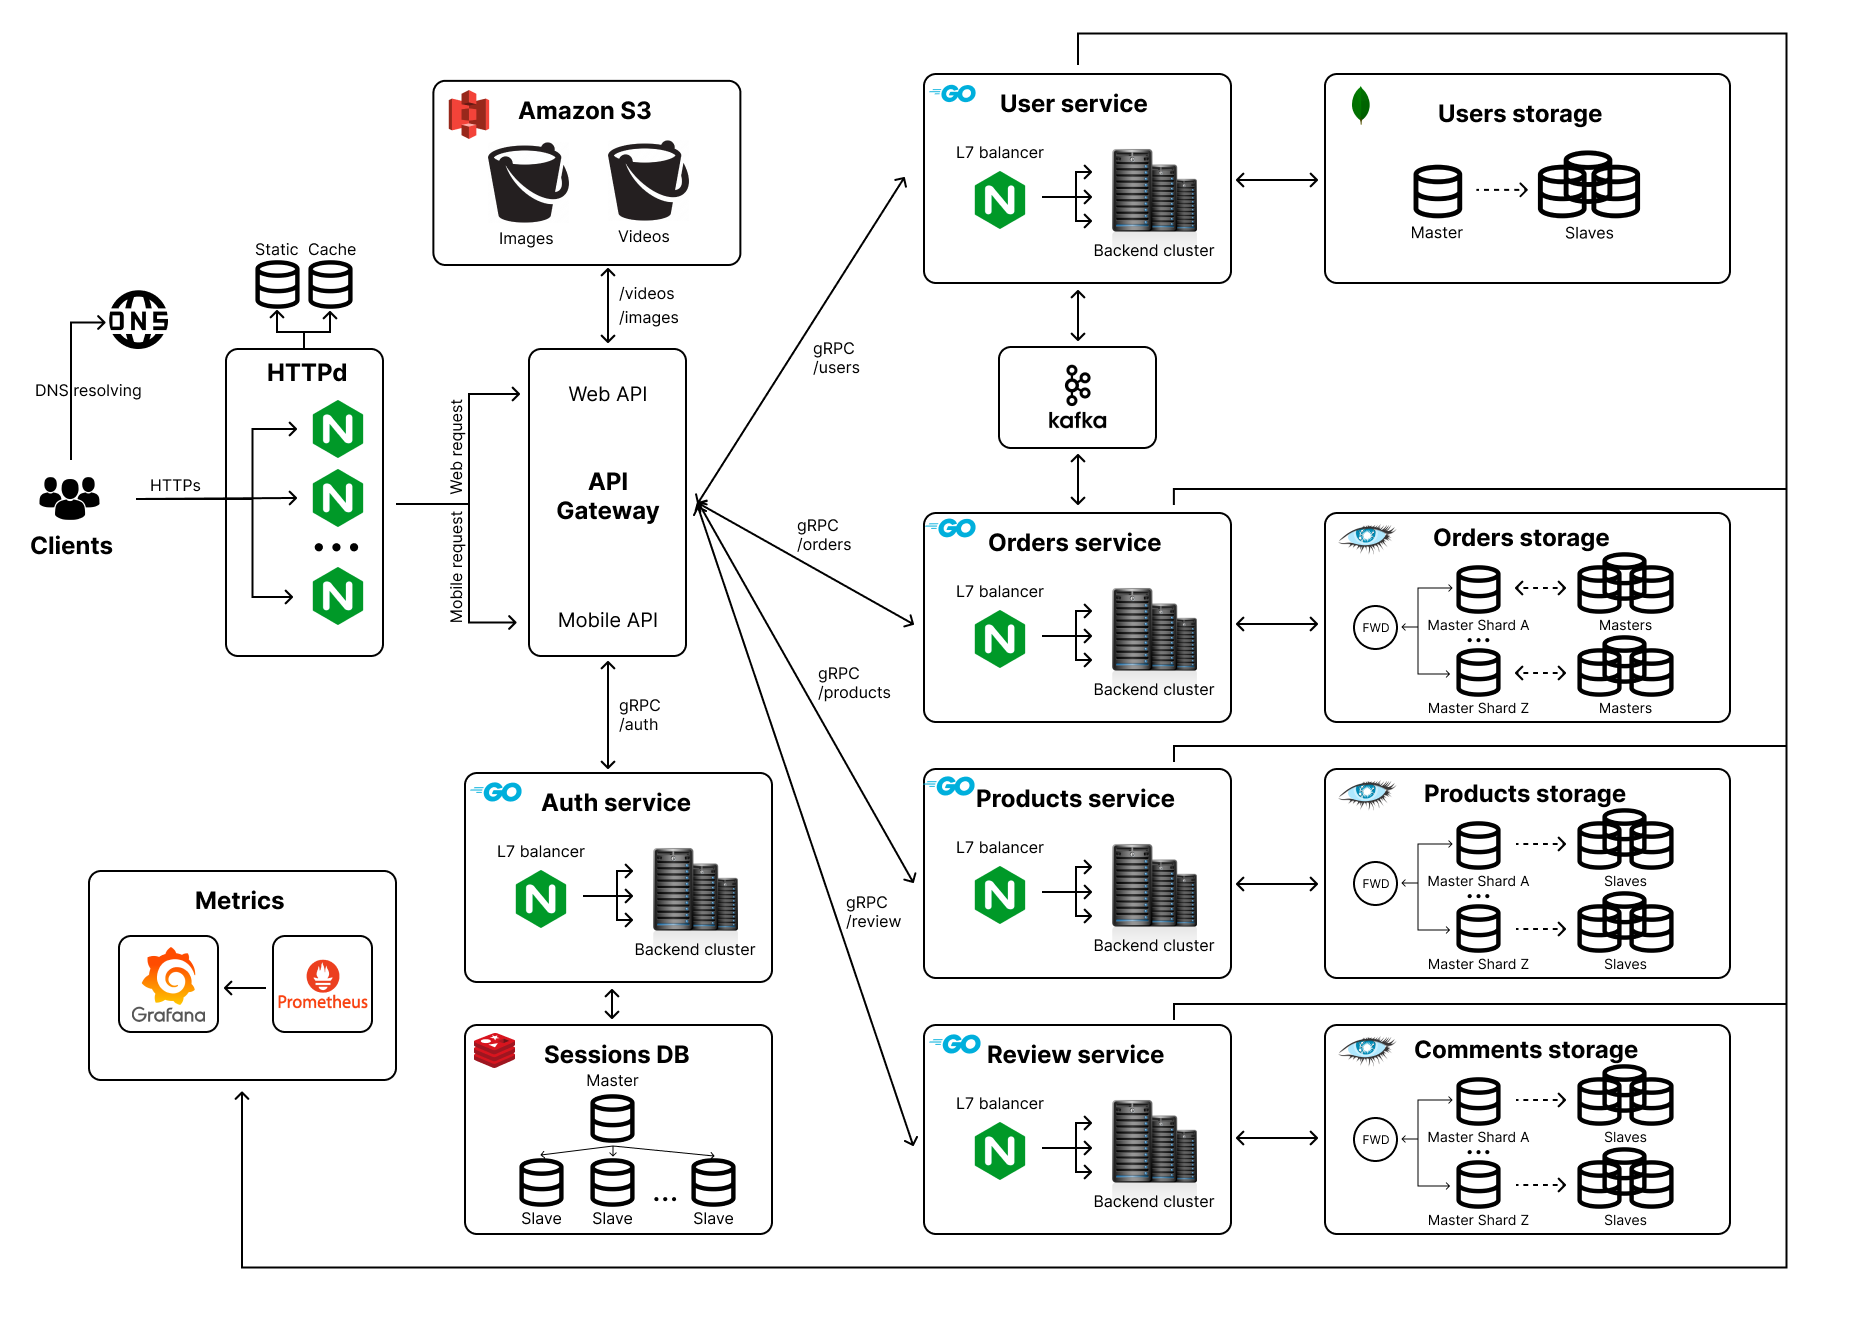 Amazon S3
Images
Videos
/videos
/images
Static
Cache
DNS
DNS resolving
Clients
HTTPs
HTTPd
N
N
N
Web request
Mobile request
Web API
API
Gateway
Mobile API
gRPC
/auth
gRPC
/users
gRPC
/orders
gRPC
/products
gRPC
/review
GO
User service
L7 balancer
N
Backend cluster
Users storage
Master
Slaves
kafka
GO
Orders service
L7 balancer
N
Backend cluster
Orders storage
FWD
Master Shard A
Masters
Master Shard Z
Masters
GO
Products service
L7 balancer
N
Backend cluster
Products storage
FWD
Master Shard A
Slaves
Master Shard Z
Slaves
GO
Review service
L7 balancer
N
Backend cluster
Comments storage
FWD
Master Shard A
Slaves
Master Shard Z
Slaves
GO
Auth service
L7 balancer
N
Backend cluster
Sessions DB
Master
Slave
Slave
...
Slave
Metrics
Grafana
Prometheus